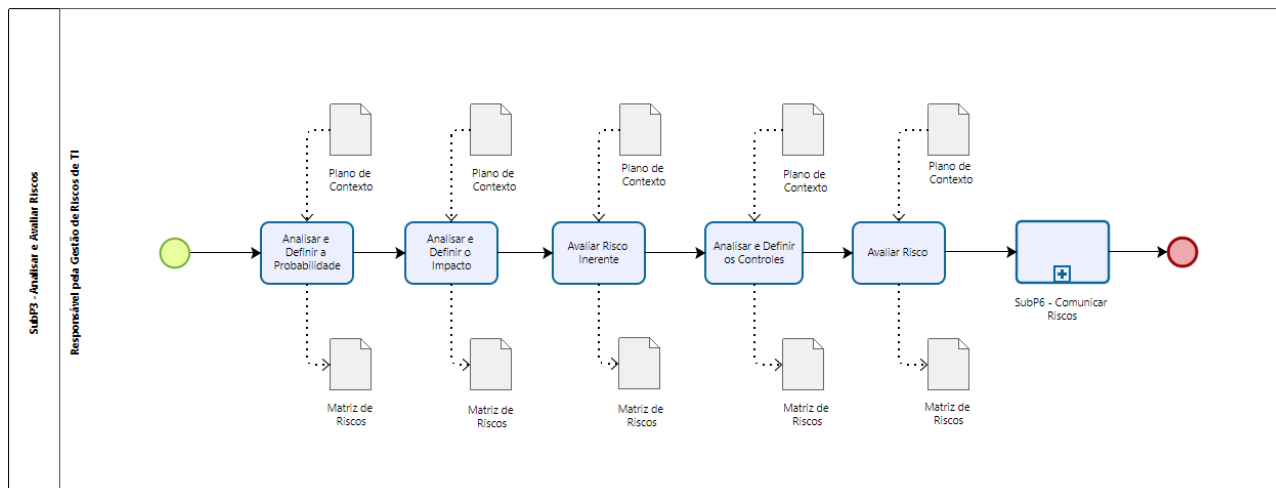 SubP3 - Analisar e Avaliar Riscos
Responsável pela Gestão de Riscos de TI
Plano de
Contexto
Plano de
Contexto
Plano de
Contexto
Plano de
Contexto
Plano de
Contexto
Analisar e
Definir a
Probabilidade
Analisar e
Definir o
Impacto
Avaliar Risco
Inerente
Analisar e Definir
os Controles
Avaliar Risco
SubP6 - Comunicar
Riscos
Matriz de
Riscos
Matriz de
Riscos
Matriz de
Riscos
Matriz de
Riscos
Matriz de
Riscos